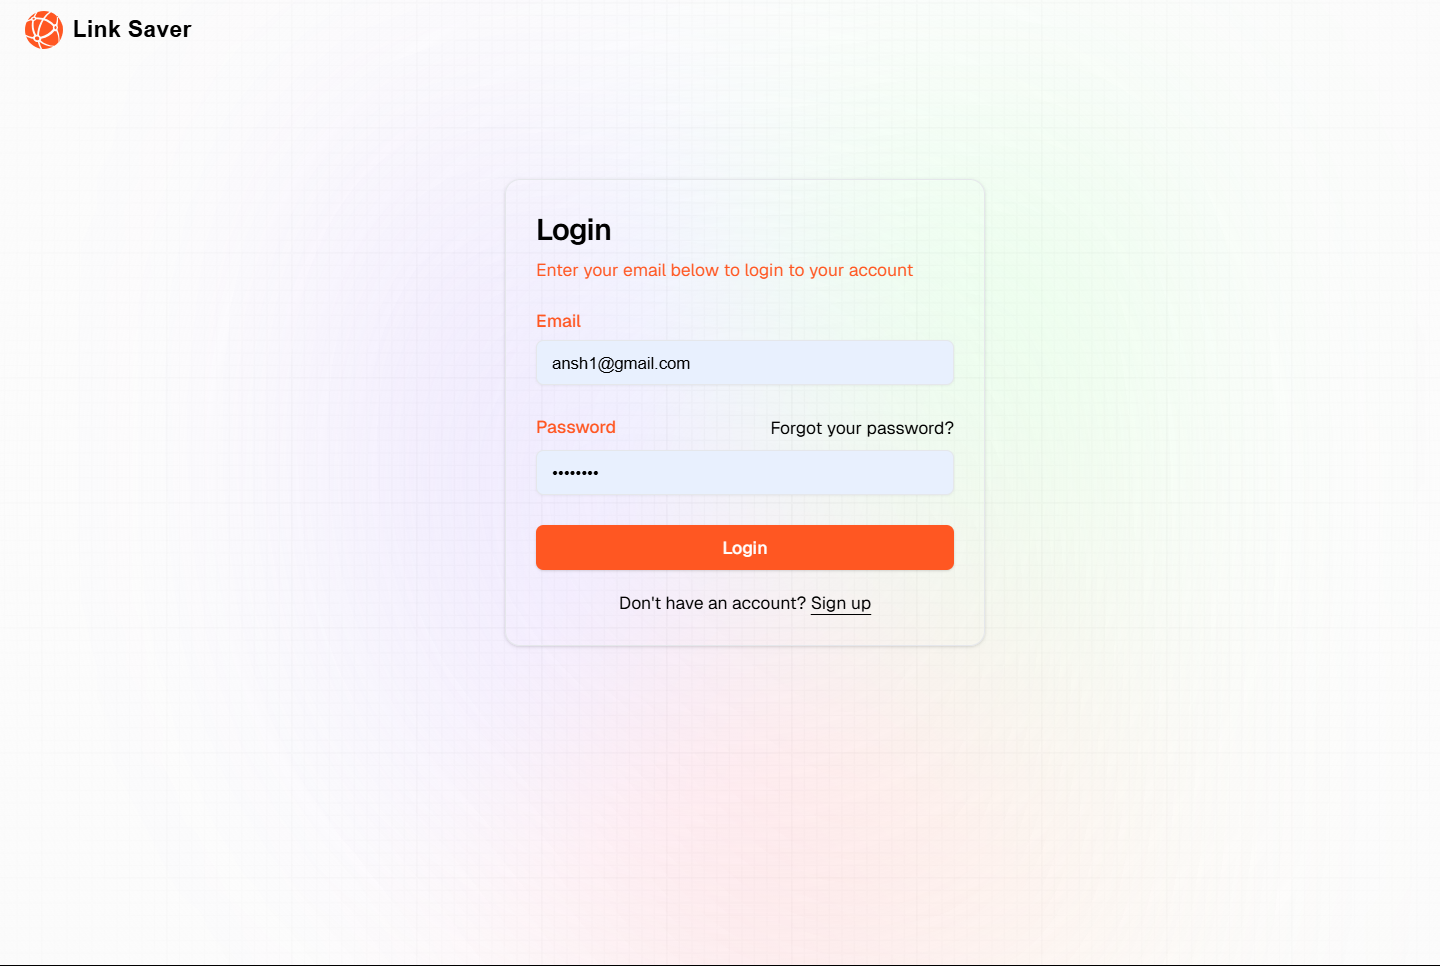 Link Saver
Login
Enter your email below to login to your account
Email
ansh1@gmail.com
Password
Forgot your password?
••••••••
Login
Don't have an account? Sign up